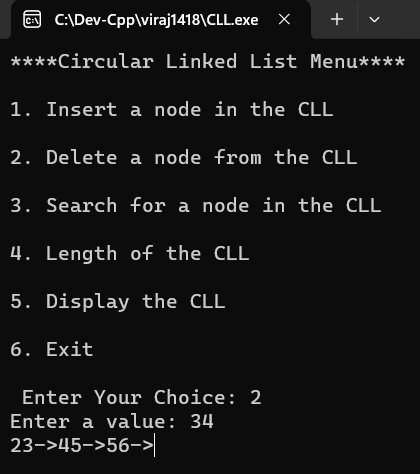 C:\Dev-Cpp\viraj1418\CLL.exe
****Circular Linked List Menu****
1. Insert a node in the CLL
2. Delete a node from the CLL
3. Search for a node in the CLL
4. Length of the CLL
5. Display the CLL
6. Exit
Enter Your Choice: 2
Enter a value: 34
23->45->56->